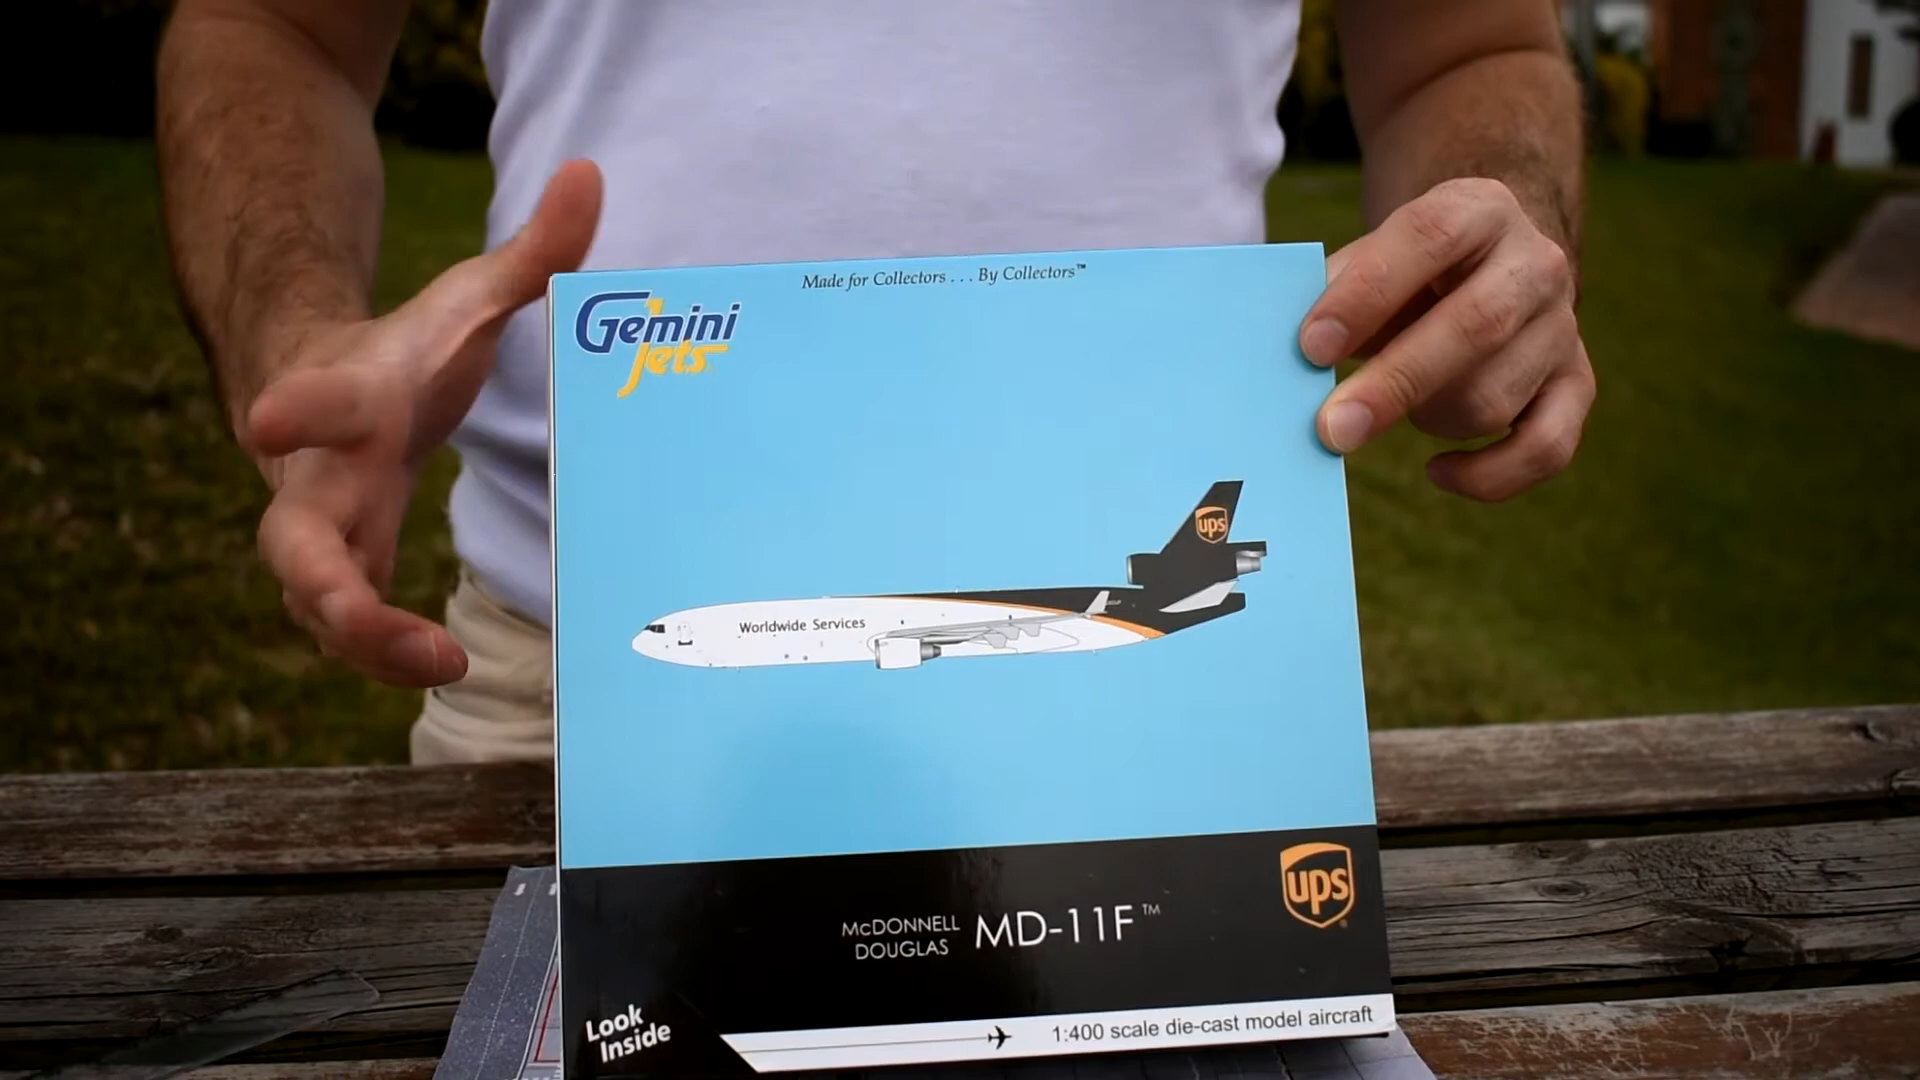 Made for Collectors . . . By Collectors™
Gemini
Jets
ups
Worldwide Services
ups
McDONNELL
DOUGLAS
MD-11F™
Look
Inside
1:400 scale die-cast model aircraft